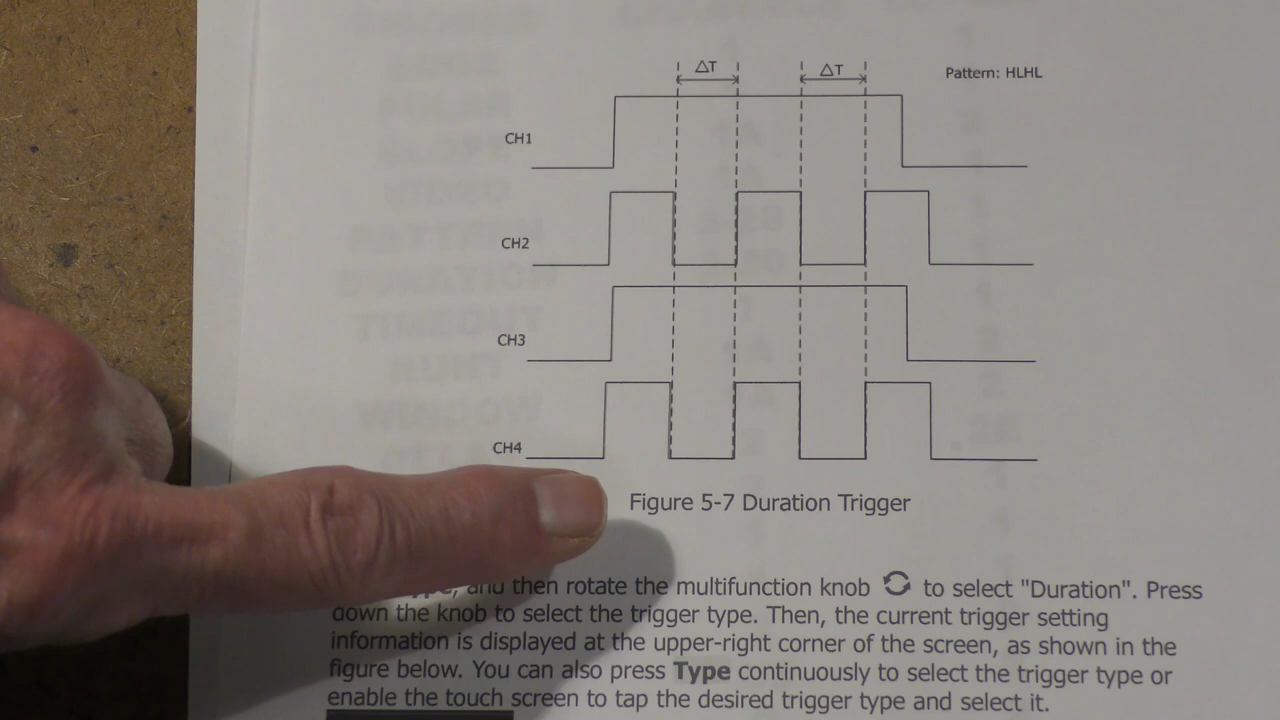 △T
△T
Pattern: HLHL
CH1
CH2
CH3
CH4
Figure 5-7 Duration Trigger
and then rotate the multifunction knob to select "Duration". Press
down the knob to select the trigger type. Then, the current trigger setting
information is displayed at the upper-right corner of the screen, as shown in the
figure below. You can also press Type continuously to select the trigger type or
enable the touch screen to tap the desired trigger type and select it.